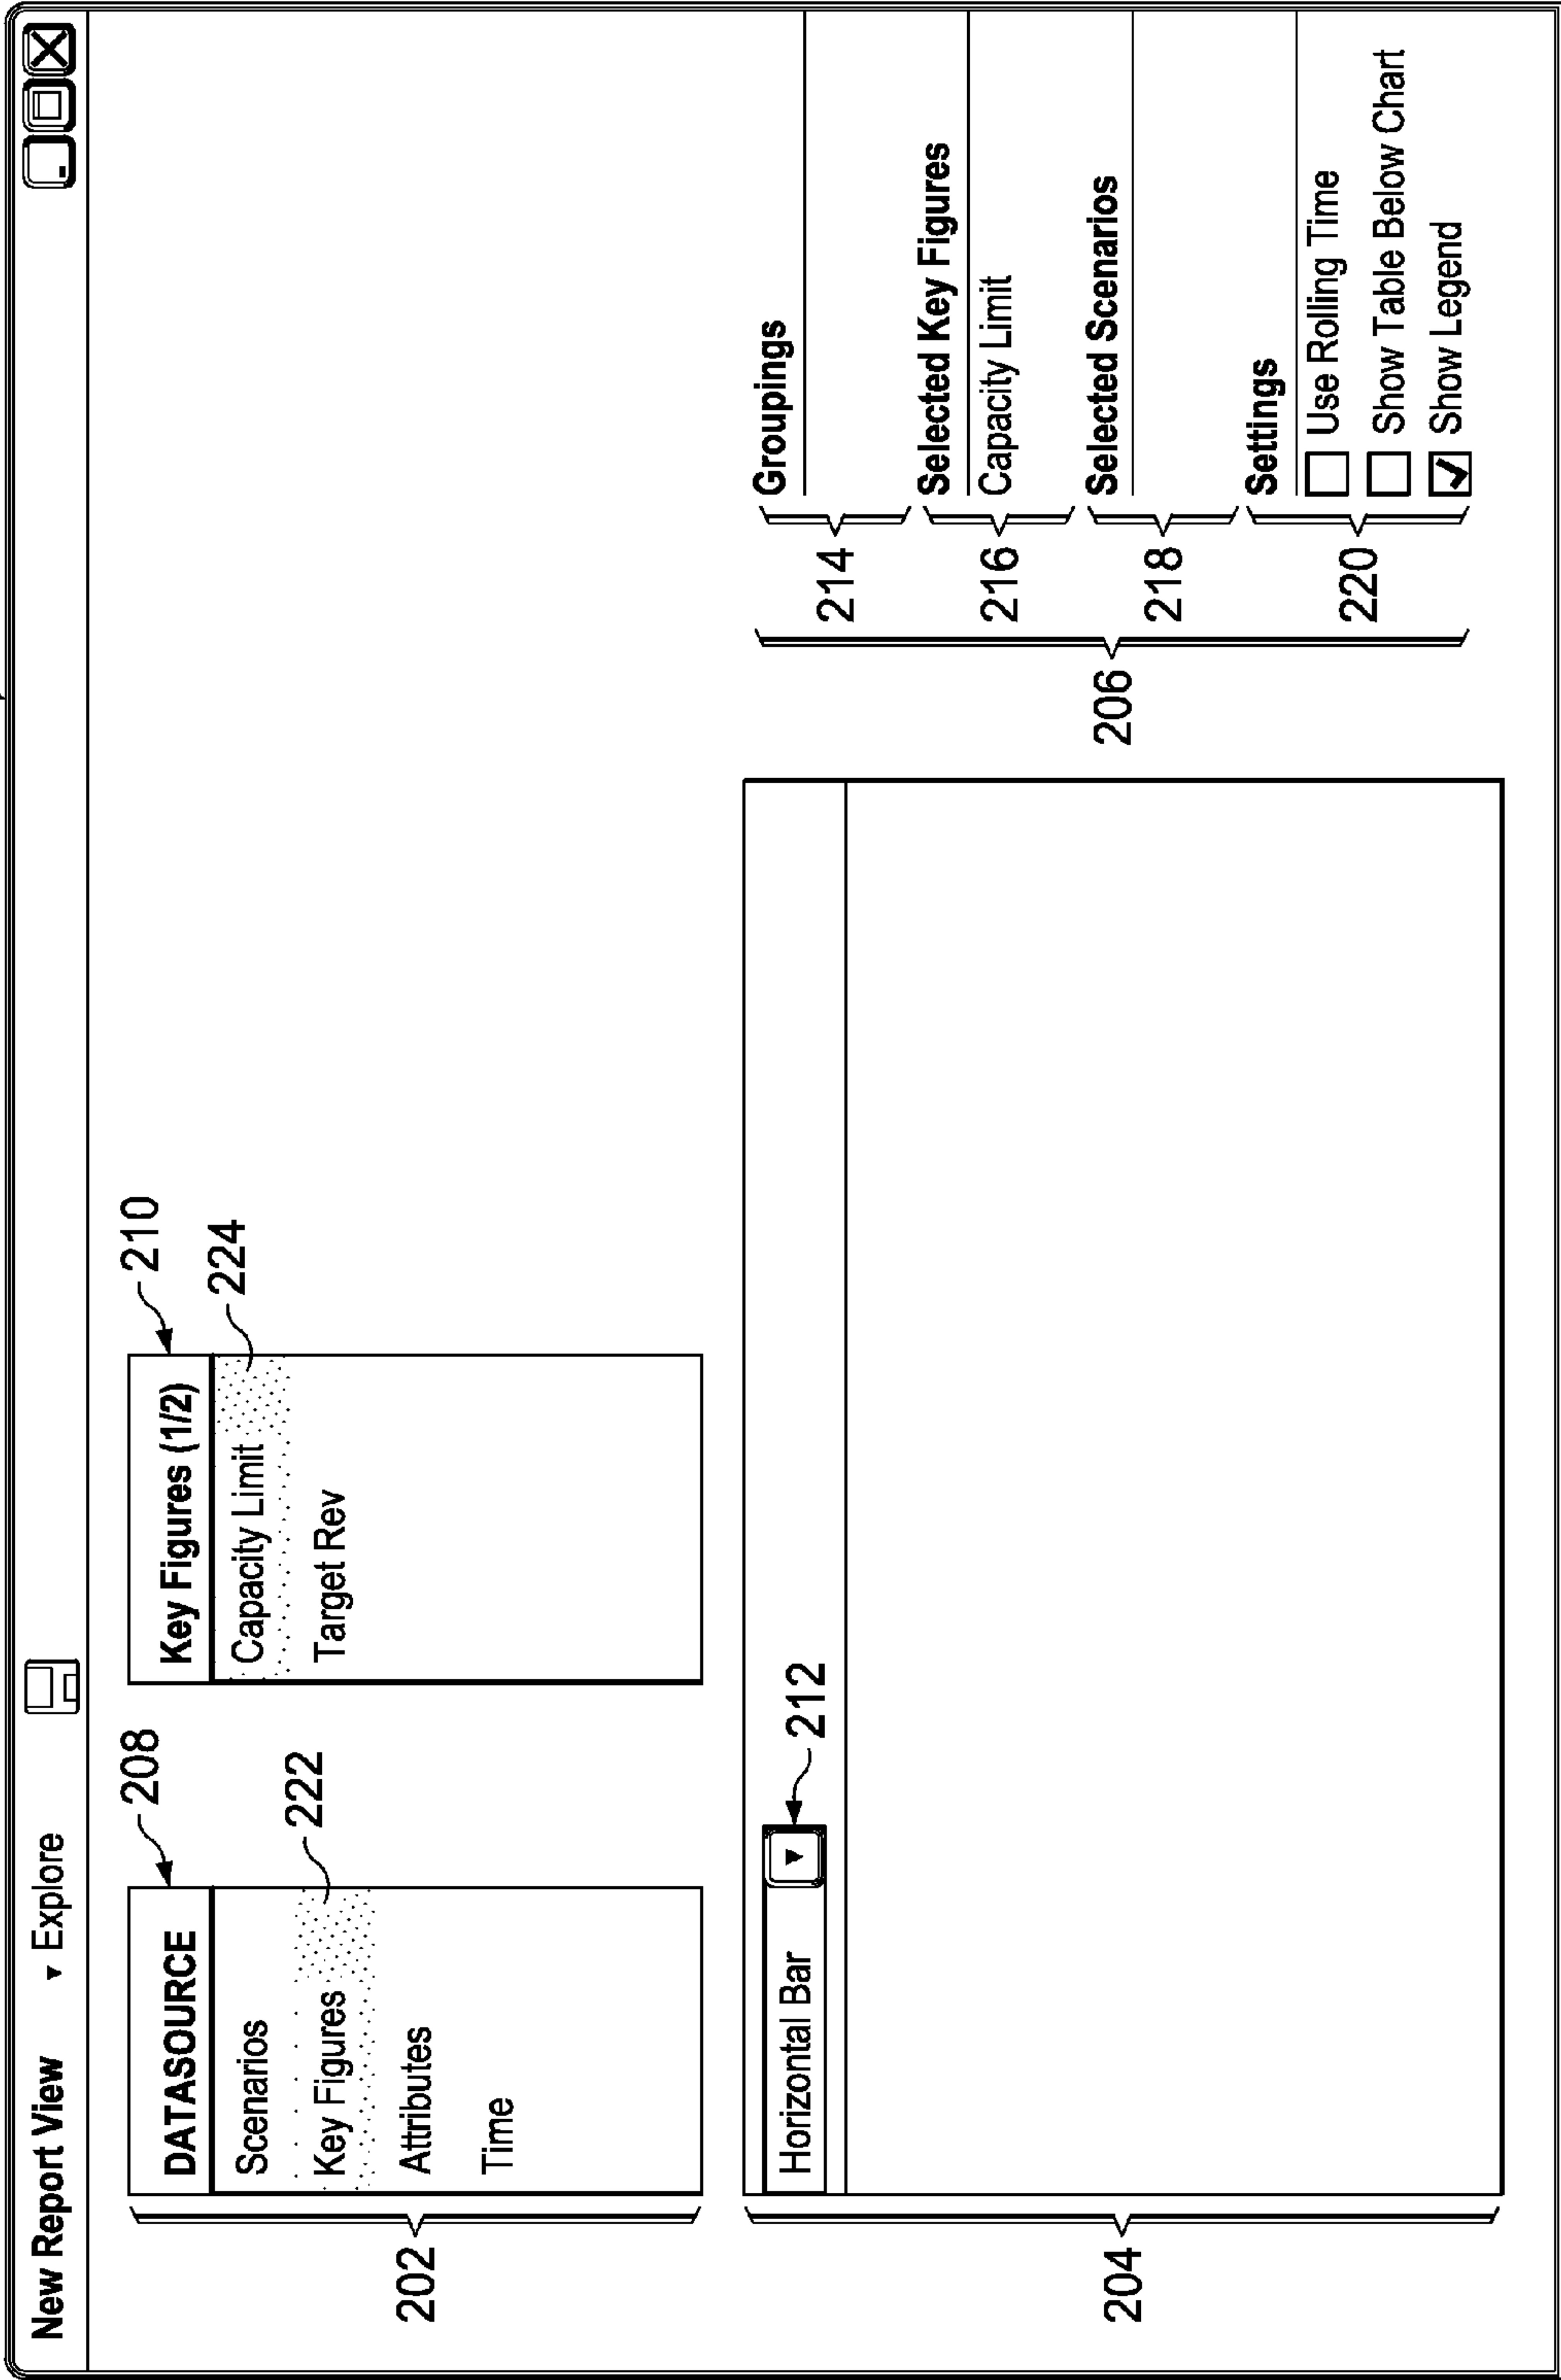 New Report View ▼ Explore
208
210
DATASOURCE
Scenarios
Key Figures
Attributes
Time
222
Key Figures (1/2)
Capacity Limit
Target Rev
224
202
Horizontal Bar ▼
212
204
206
214
Groupings
216
Selected Key Figures
Capacity Limit
218
Selected Scenarios
220
Settings
Use Rolling Time
Show Table Below Chart
Show Legend